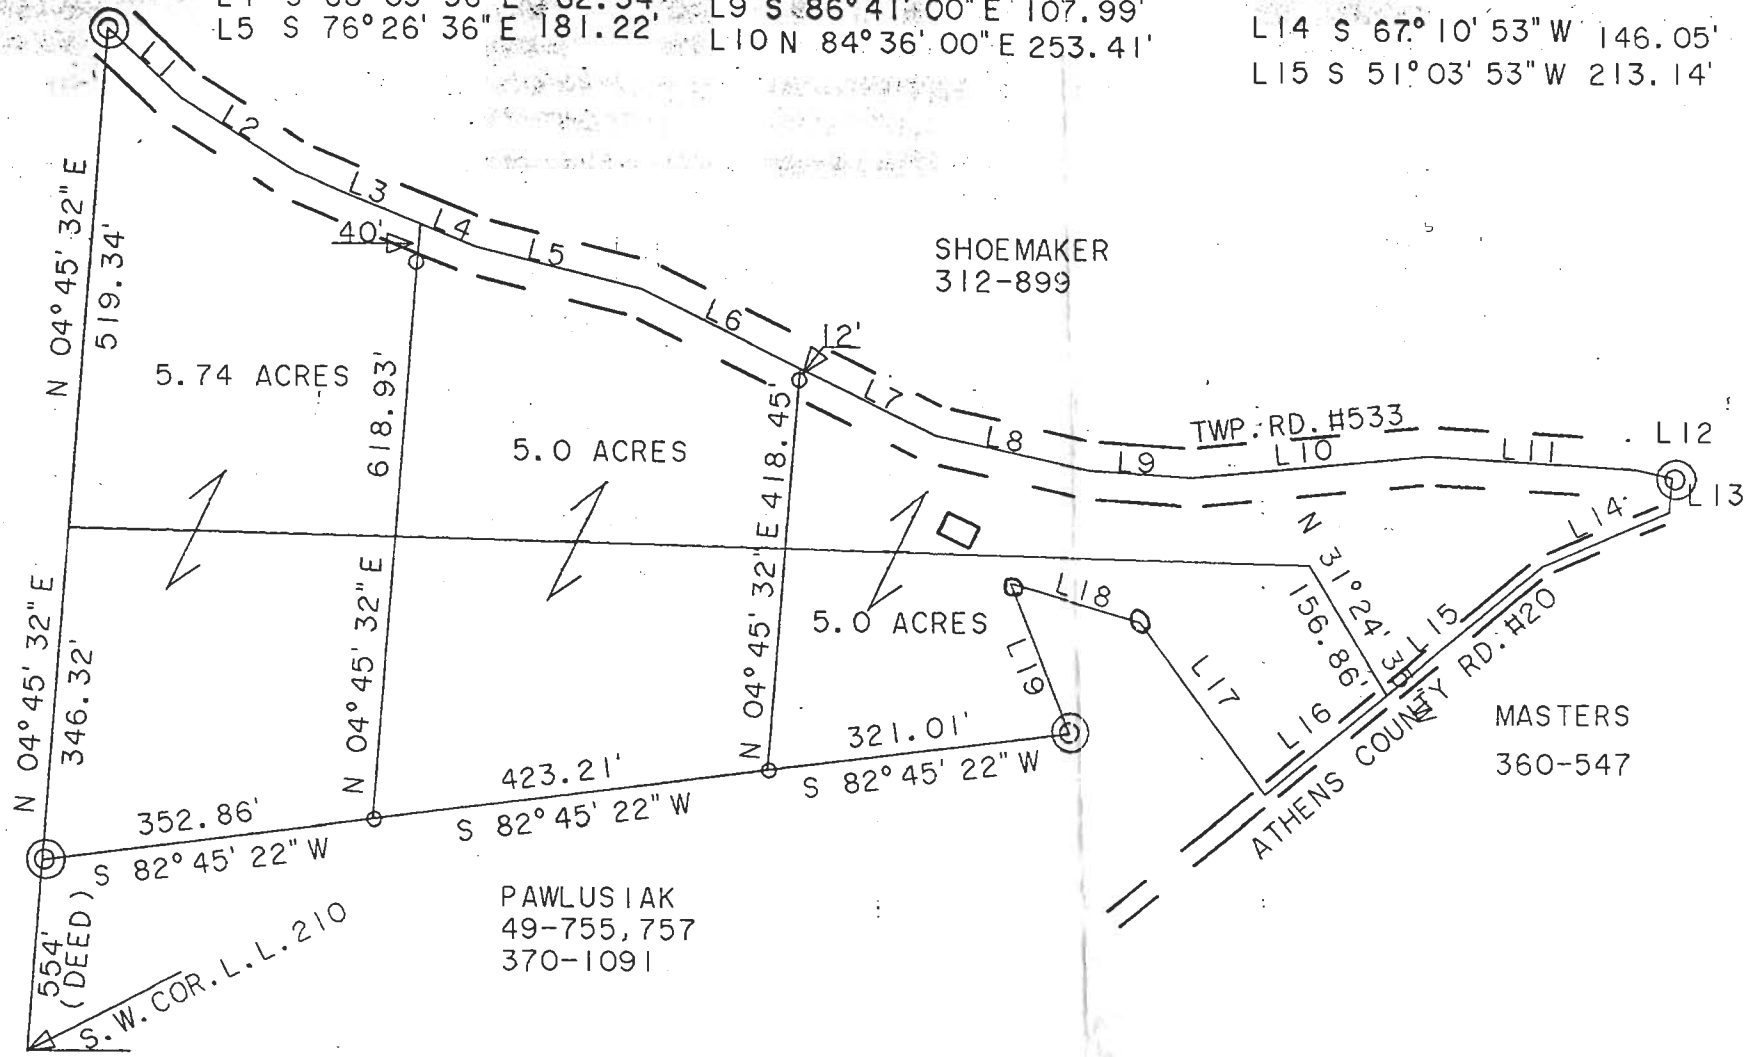 L5 S 76°26'36"E 181.22'
L9 S 86°41'00"E 107.99'
L10 N 84°36'00"E 253.41'
L14 S 67°10'53"W 146.05'
L15 S 51°03'53"W 213.14'
L1
L2
L3
L4
L5
L6
L7
L8
L9
L10
L11
L12
L13
L14
L15
L16
L17
L18
L19
40'
12'
SHOEMAKER
312-899
TWP. RD. #533
N 04°45'32"E
519.34'
5.74 ACRES
618.93'
N 04°45'32"E
5.0 ACRES
N 04°45'32"E 418.45'
5.0 ACRES
N 31°24'35" W
156.86'
N 04°45'32"E
346.32'
352.86'
S 82°45'22"W
423.21'
S 82°45'22"W
321.01'
S 82°45'22"W
ATHENS COUNTY RD. #20
MASTERS
360-547
PAWLUSIAK
49-755,757
370-1091
554'
(DEED)
S.W. COR. L.L. 210